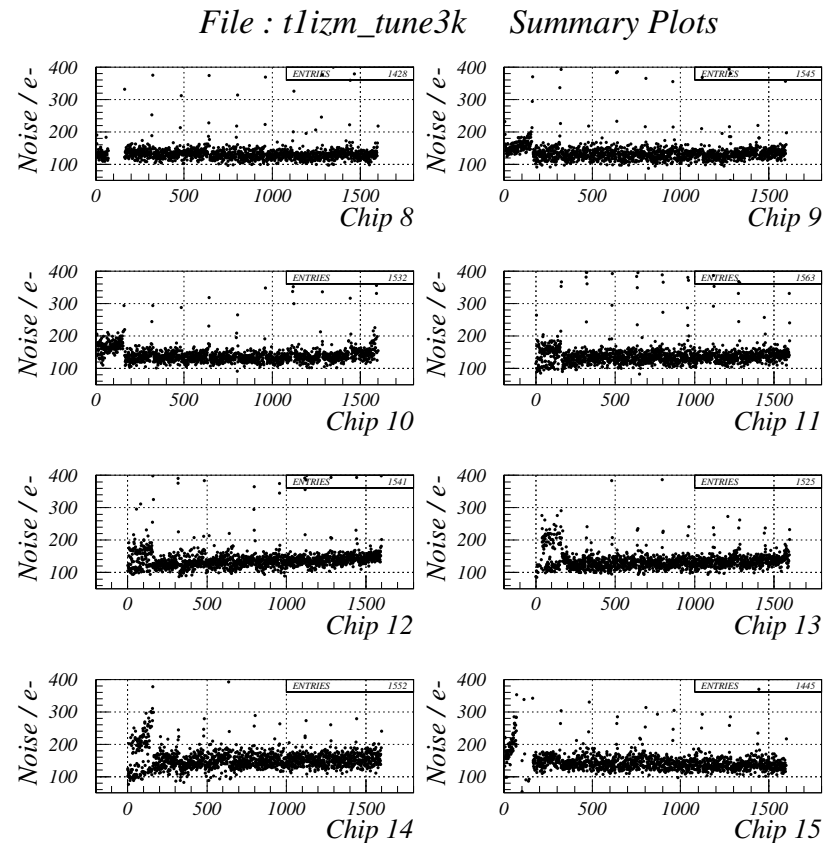 File : t1izm_tune3k Summary Plots
Noise / e-
400
300
200
100
ENTRIES 1428
0 500 1000 1500
Chip 8
Noise / e-
400
300
200
100
ENTRIES 1545
0 500 1000 1500
Chip 9
Noise / e-
400
300
200
100
ENTRIES 1532
0 500 1000 1500
Chip 10
Noise / e-
400
300
200
100
ENTRIES 1563
0 500 1000 1500
Chip 11
Noise / e-
400
300
200
100
ENTRIES 1541
0 500 1000 1500
Chip 12
Noise / e-
400
300
200
100
ENTRIES 1525
0 500 1000 1500
Chip 13
Noise / e-
400
300
200
100
ENTRIES 1552
0 500 1000 1500
Chip 14
Noise / e-
400
300
200
100
ENTRIES 1445
0 500 1000 1500
Chip 15